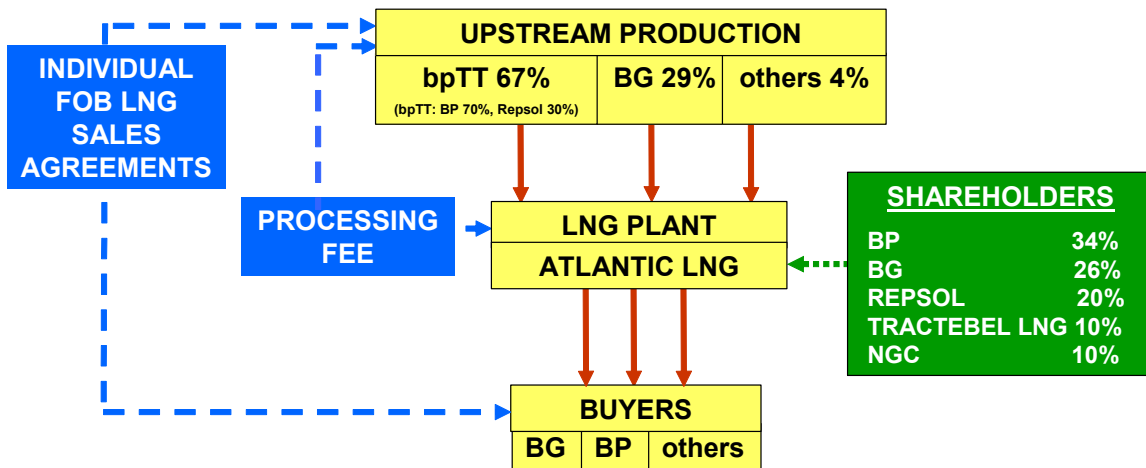 UPSTREAM PRODUCTION
bpTT 67%
(bpTT: BP 70%, Repsol 30%)
BG 29%
others 4%
INDIVIDUAL
FOB LNG
SALES
AGREEMENTS
PROCESSING
FEE
LNG PLANT
ATLANTIC LNG
SHAREHOLDERS
BP 34%
BG 26%
REPSOL 20%
TRACTEBEL LNG 10%
NGC 10%
BUYERS
BG
BP
others